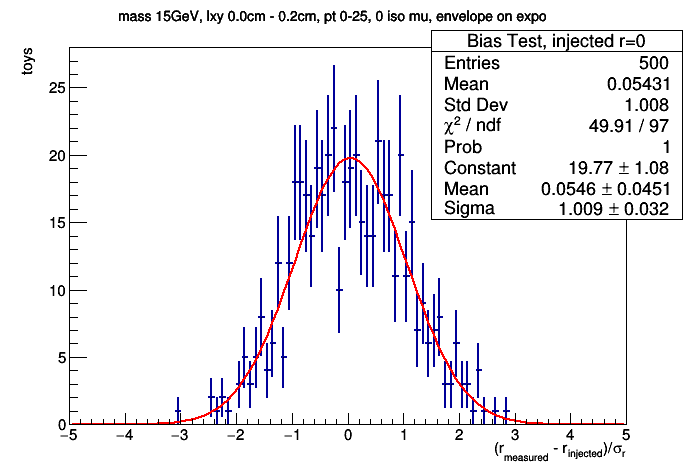 mass 15GeV, lxy 0.0cm - 0.2cm, pt 0-25, 0 iso mu, envelope on expo
Bias Test, injected r=0
Entries 500
Mean 0.05431
Std Dev 1.008
χ² / ndf 49.91 / 97
Prob 1
Constant 19.77 ± 1.08
Mean 0.0546 ± 0.0451
Sigma 1.009 ± 0.032
toys
25
20
15
10
5
0
−5 −4 −3 −2 −1 0 1 2 3 4 5
(r_measured - r_injected)/σ_r